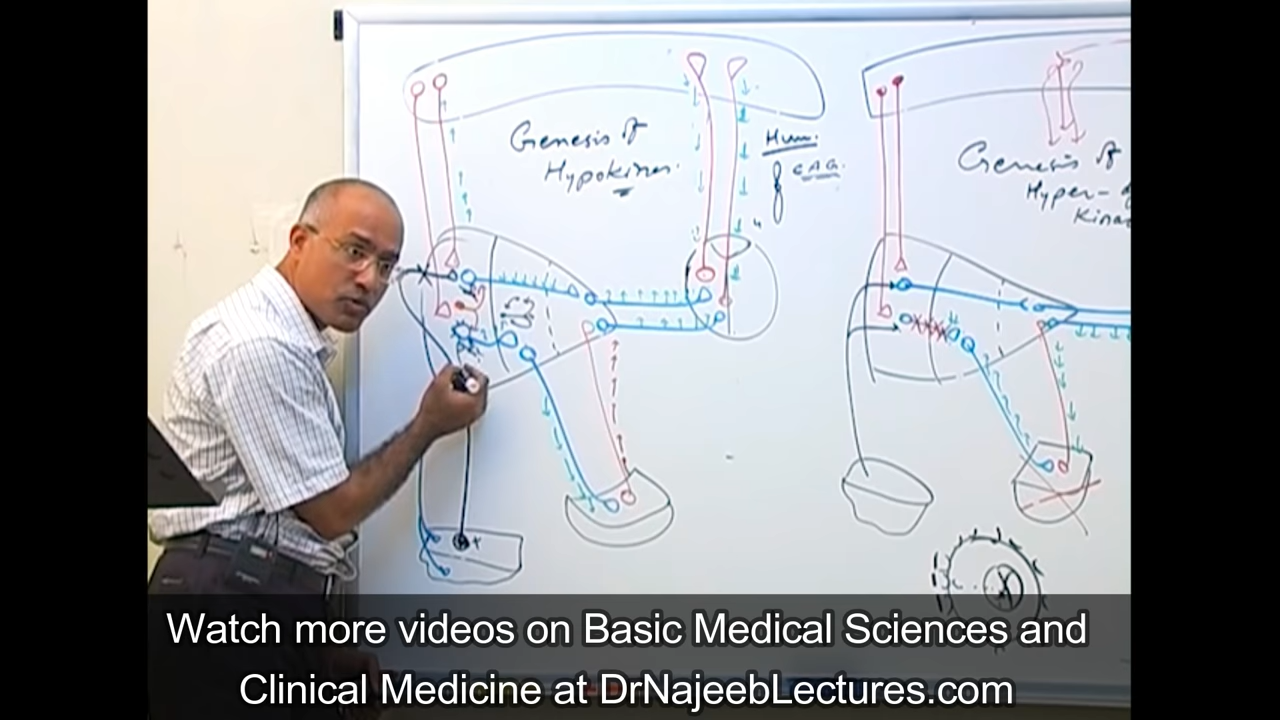 Genesis of
Hypokines.
Hun.
CAG.
Genesis of
Hyper-
Kina
Watch more videos on Basic Medical Sciences and
Clinical Medicine at DrNajeebLectures.com